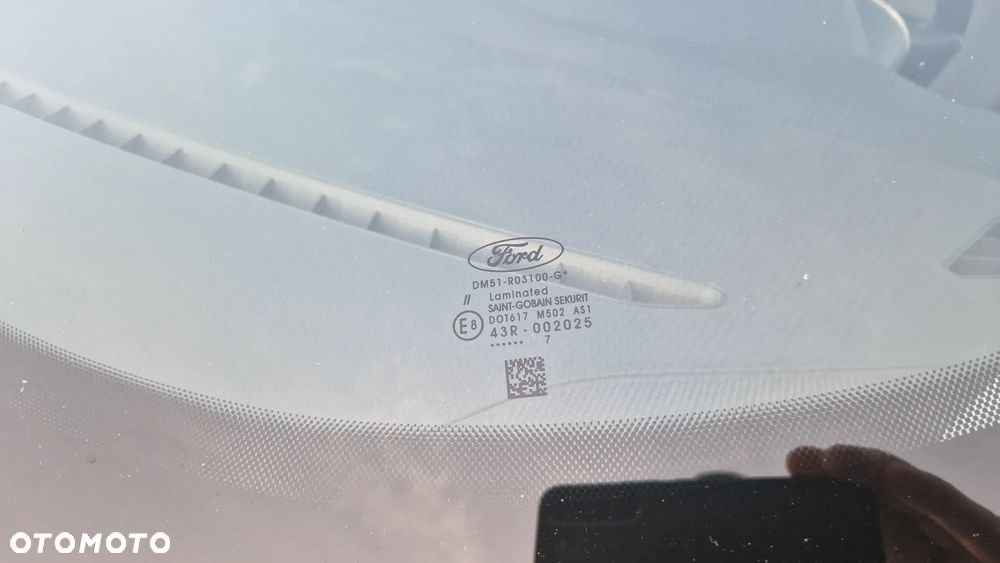 Ford
DM51-R03100-G*
// Laminated
SAINT-GOBAIN SEKURIT
E8 DOT617 M502 AS1
43R-002025
...... 7
OTOMOTO